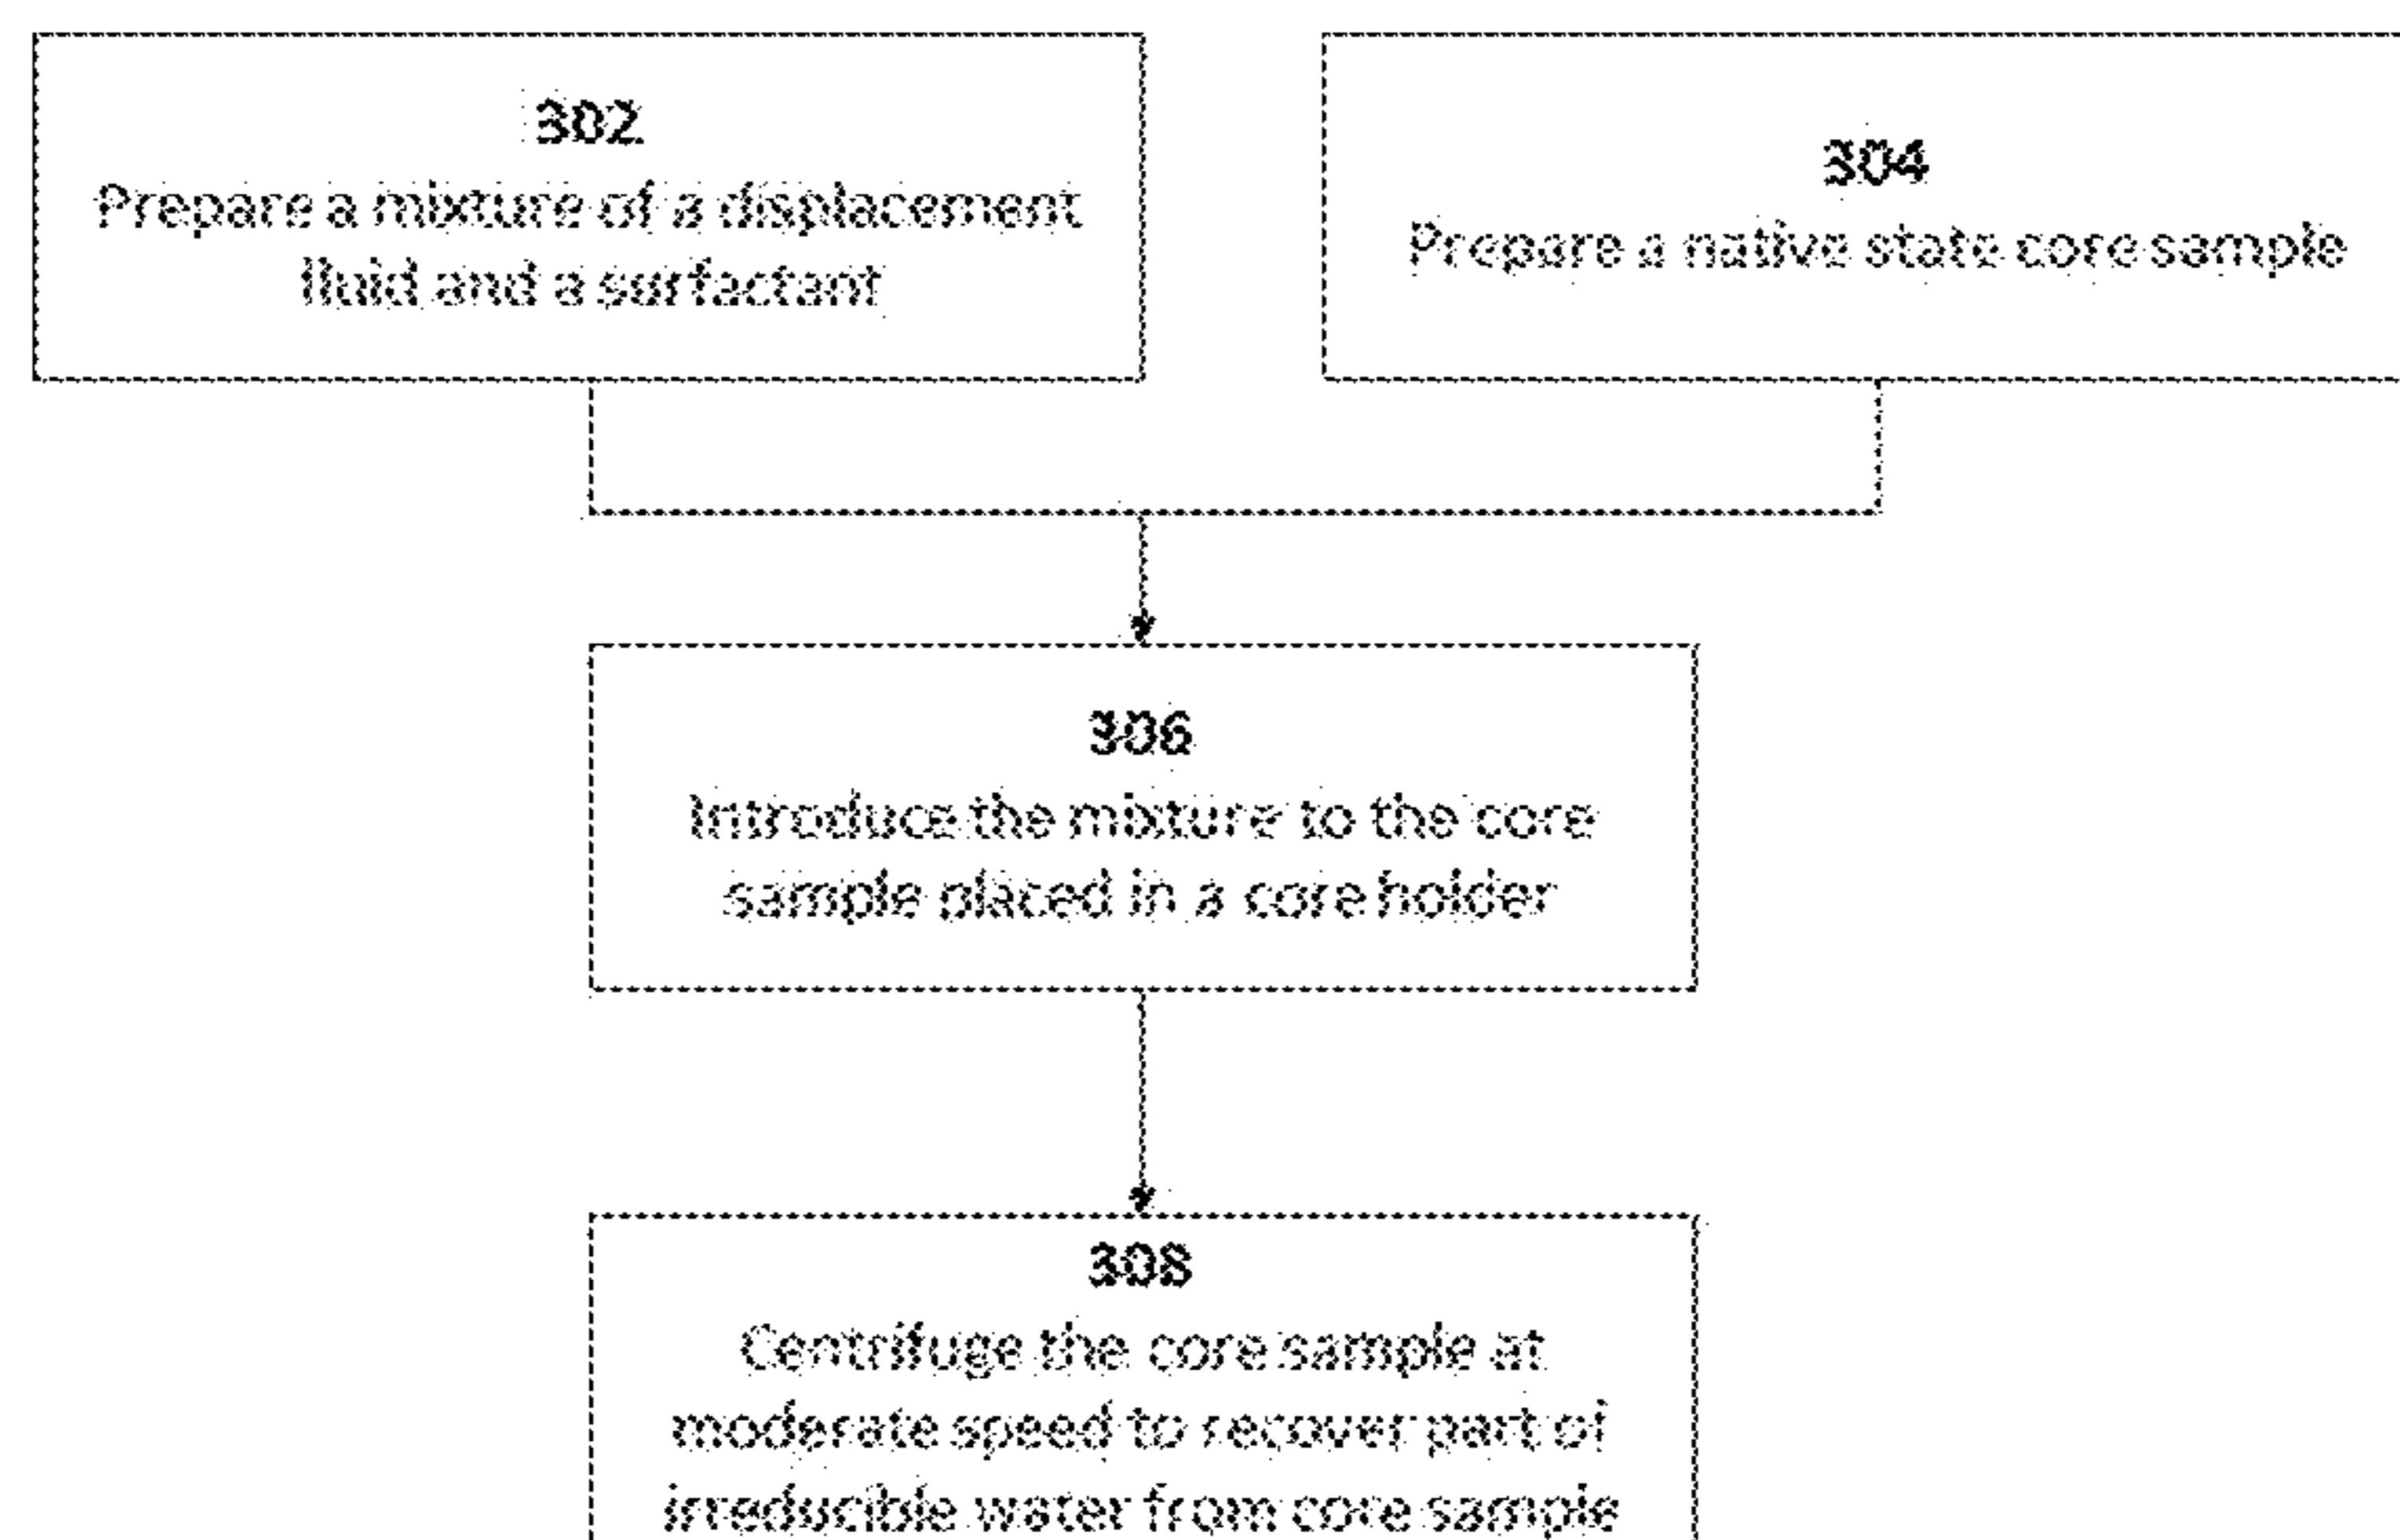 302
Prepare a mixture of a displacement
fluid and a surfactant
304
Prepare a native state core sample
306
Introduce the mixture to the core
sample placed in a core holder
308
Centrifuge the core sample at
moderate speed to recover part of
irreducible water from core sample